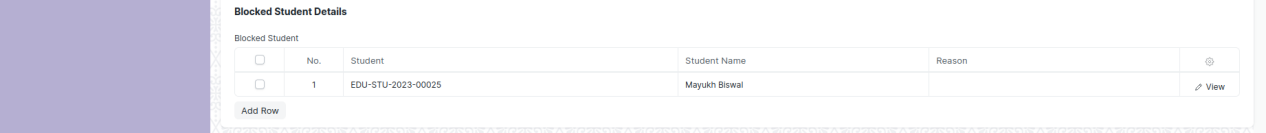 Blocked Student Details
Blocked Student
No. Student Student Name Reason
1 EDU-STU-2023-00025 Mayukh Biswal View
Add Row